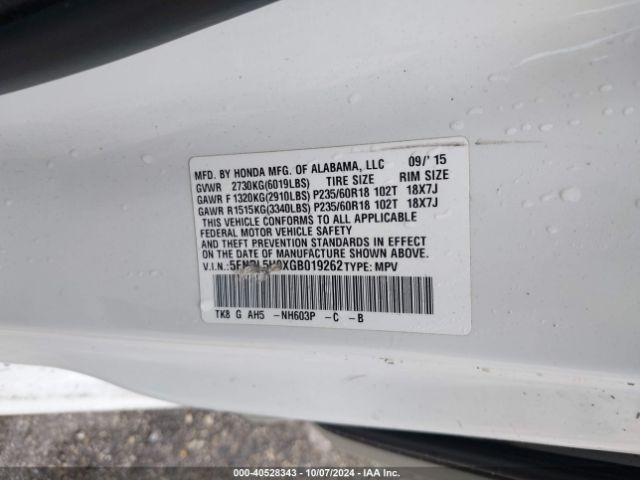 MFD. BY HONDA MFG. OF ALABAMA, LLC 09/'15
GVWR 2730KG(6019LBS) TIRE SIZE RIM SIZE
GAWR F 1320KG(2910LBS) P235/60R18 102T 18X7J
GAWR R1515KG(3340LBS) P235/60R18 102T 18X7J
THIS VEHICLE CONFORMS TO ALL APPLICABLE
FEDERAL MOTOR VEHICLE SAFETY
AND THEFT PREVENTION STANDARDS IN EFFECT ON
THE DATE OF MANUFACTURE SHOWN ABOVE.
V.I.N.: TYPE: MPV
TK8 G AH5 -NH603P -C -B
000-40528343 | 10/07/2024 | IAA Inc.